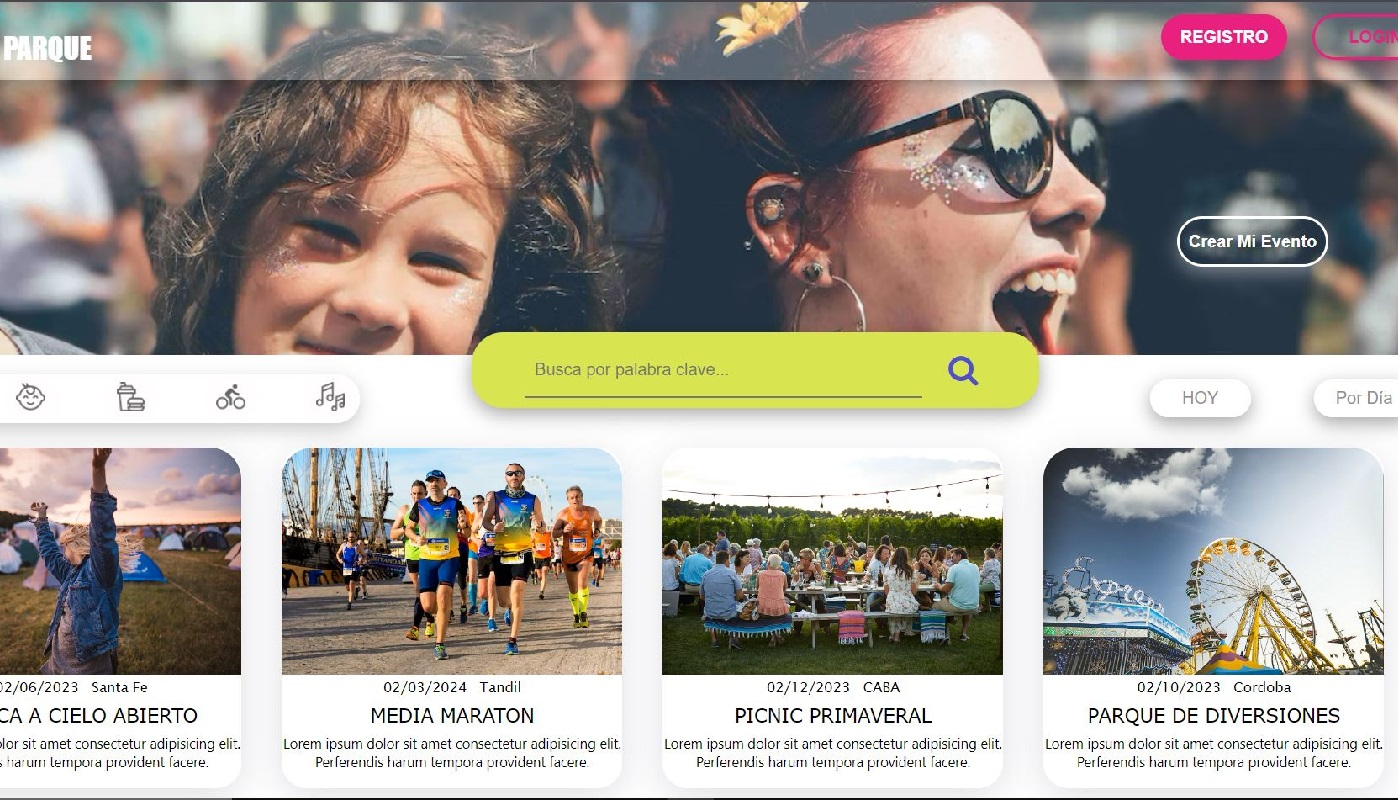 PARQUE
REGISTRO
LOGIN
Crear Mi Evento
Busca por palabra clave...
HOY
Por Día
02/06/2023 Santa Fe
CA A CIELO ABIERTO
lor sit amet consectetur adipisicing elit.
s harum tempora provident facere.
02/03/2024 Tandil
MEDIA MARATON
Lorem ipsum dolor sit amet consectetur adipisicing elit.
Perferendis harum tempora provident facere.
02/12/2023 CABA
PICNIC PRIMAVERAL
Lorem ipsum dolor sit amet consectetur adipisicing elit.
Perferendis harum tempora provident facere.
02/10/2023 Cordoba
PARQUE DE DIVERSIONES
Lorem ipsum dolor sit amet consectetur adipisicing elit.
Perferendis harum tempora provident facere.